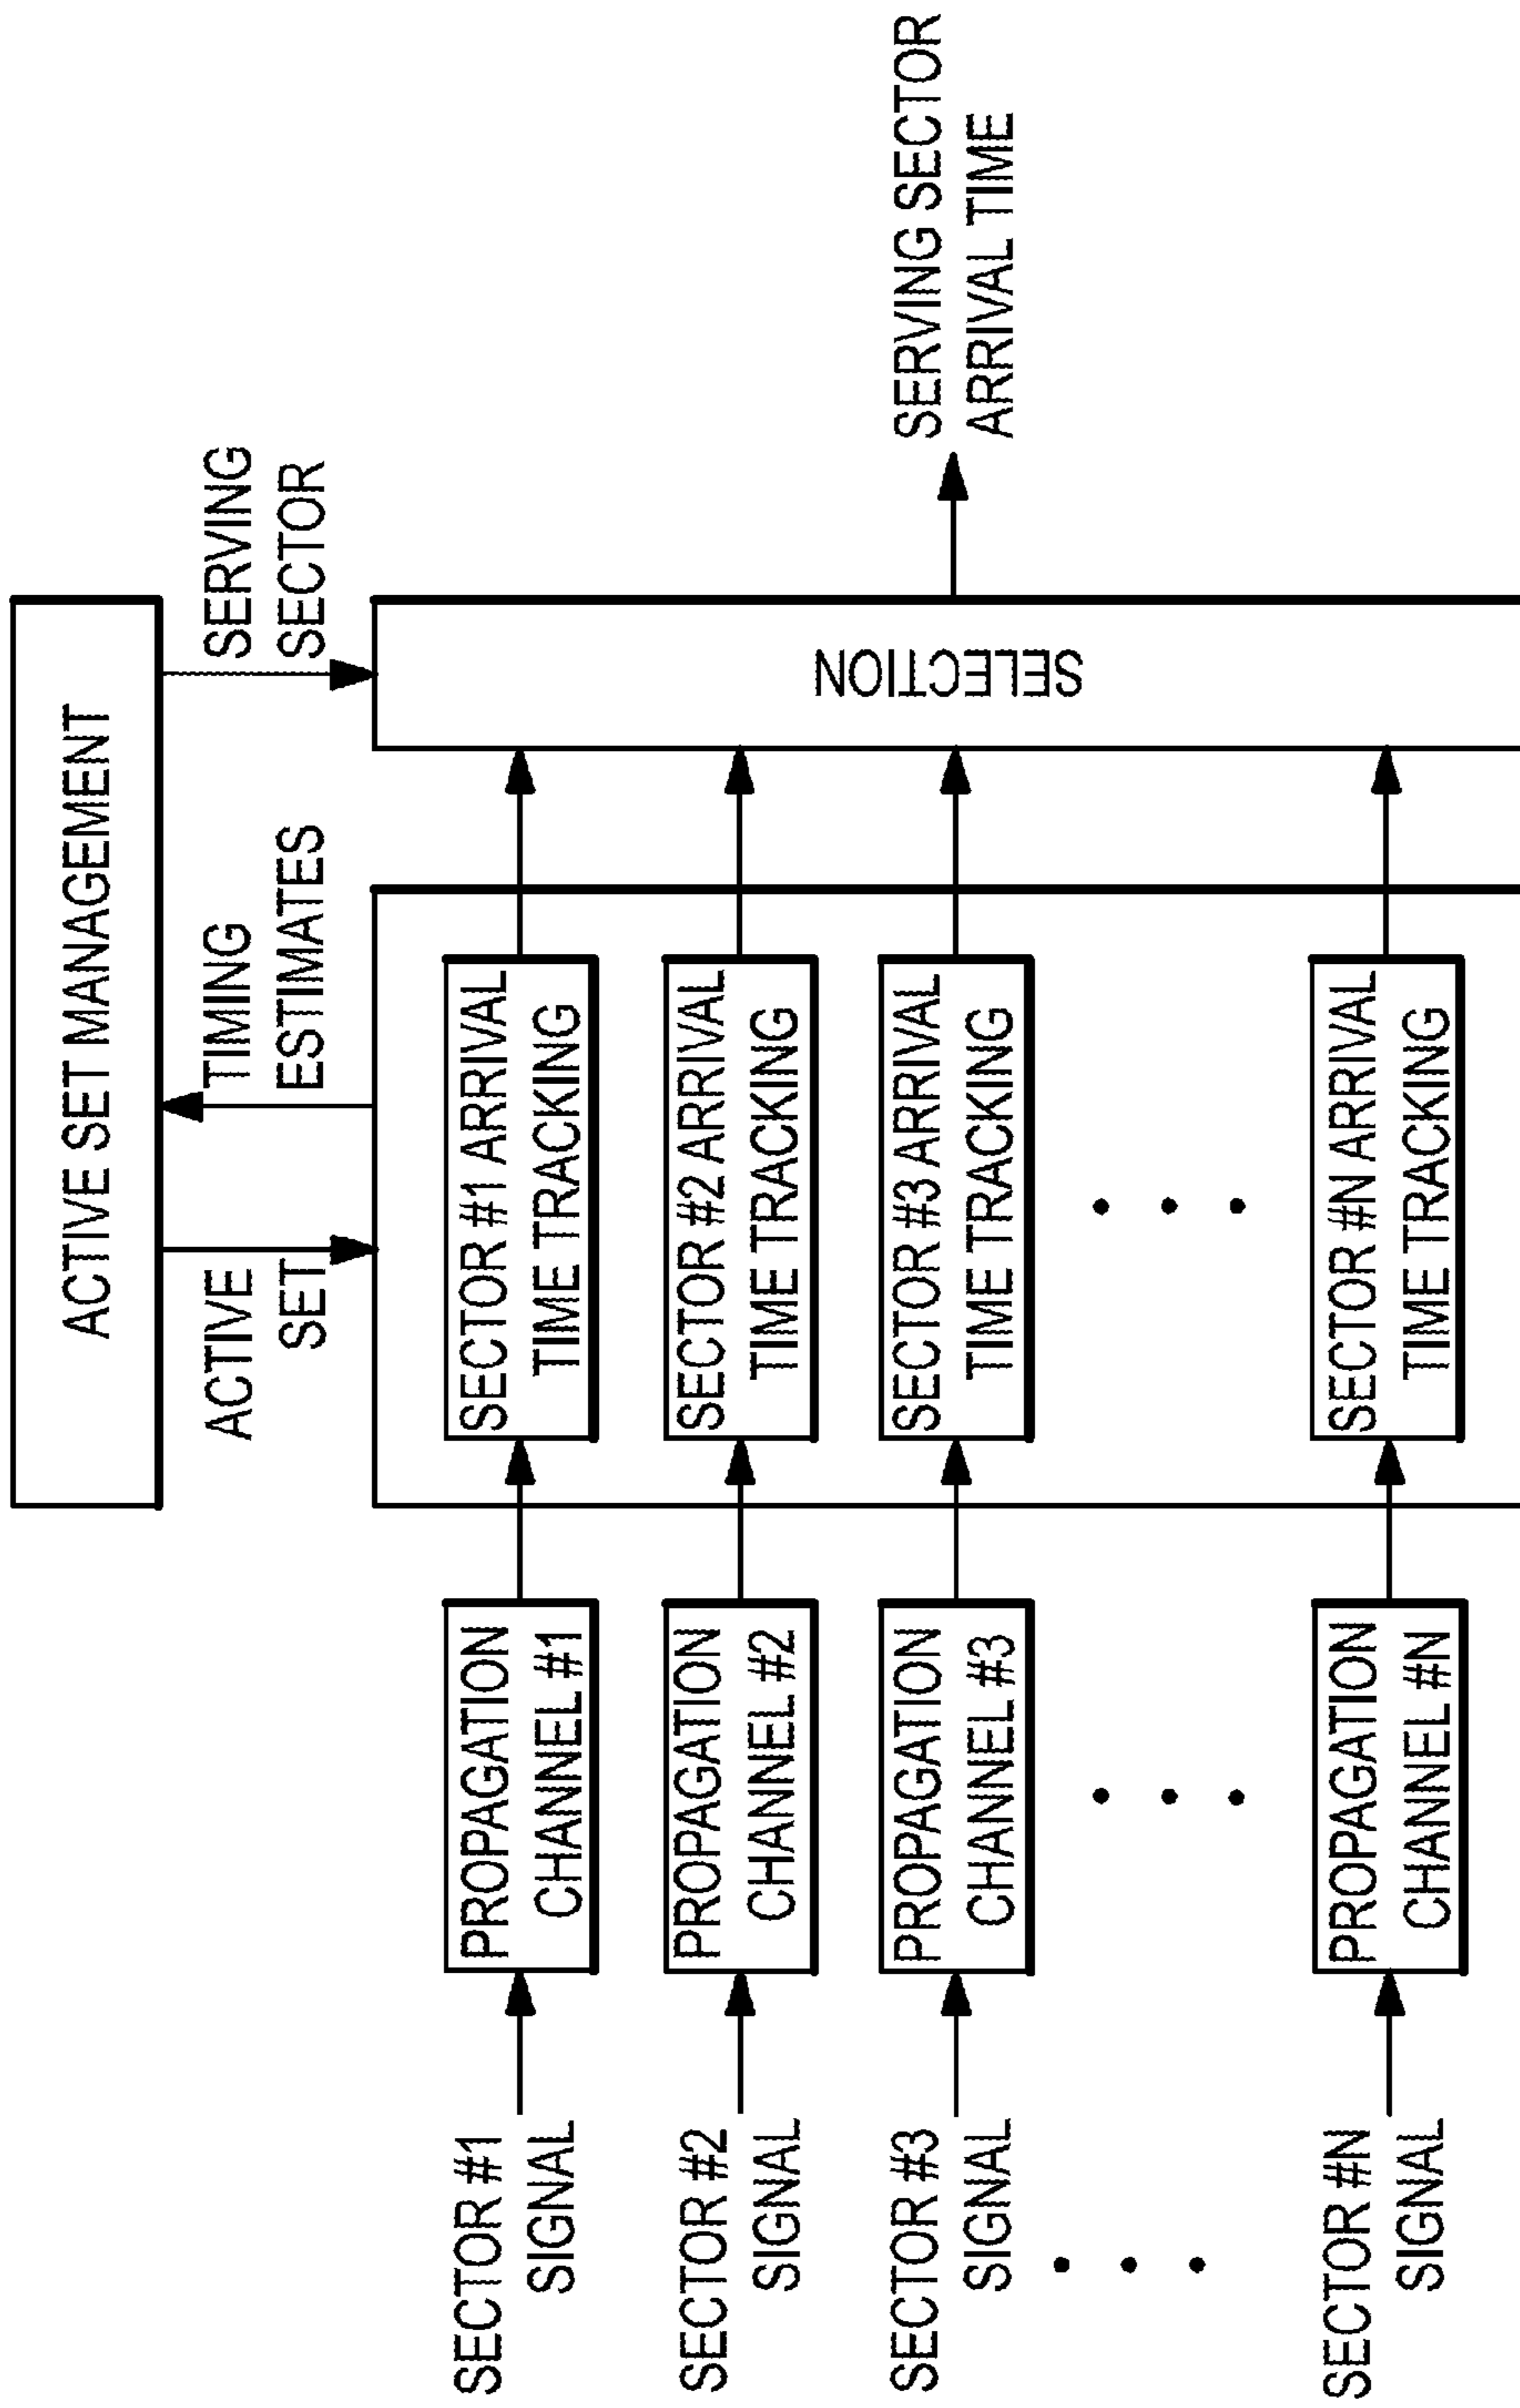 ACTIVE SET MANAGEMENT
ACTIVE
SET
TIMING
ESTIMATES
SERVING
SECTOR
SECTOR #1
SIGNAL
PROPAGATION
CHANNEL #1
SECTOR #1 ARRIVAL
TIME TRACKING
SECTOR #2
SIGNAL
PROPAGATION
CHANNEL #2
SECTOR #2 ARRIVAL
TIME TRACKING
SECTOR #3
SIGNAL
PROPAGATION
CHANNEL #3
SECTOR #3 ARRIVAL
TIME TRACKING
SECTOR #N
SIGNAL
PROPAGATION
CHANNEL #N
SECTOR #N ARRIVAL
TIME TRACKING
SELECTION
SERVING SECTOR
ARRIVAL TIME